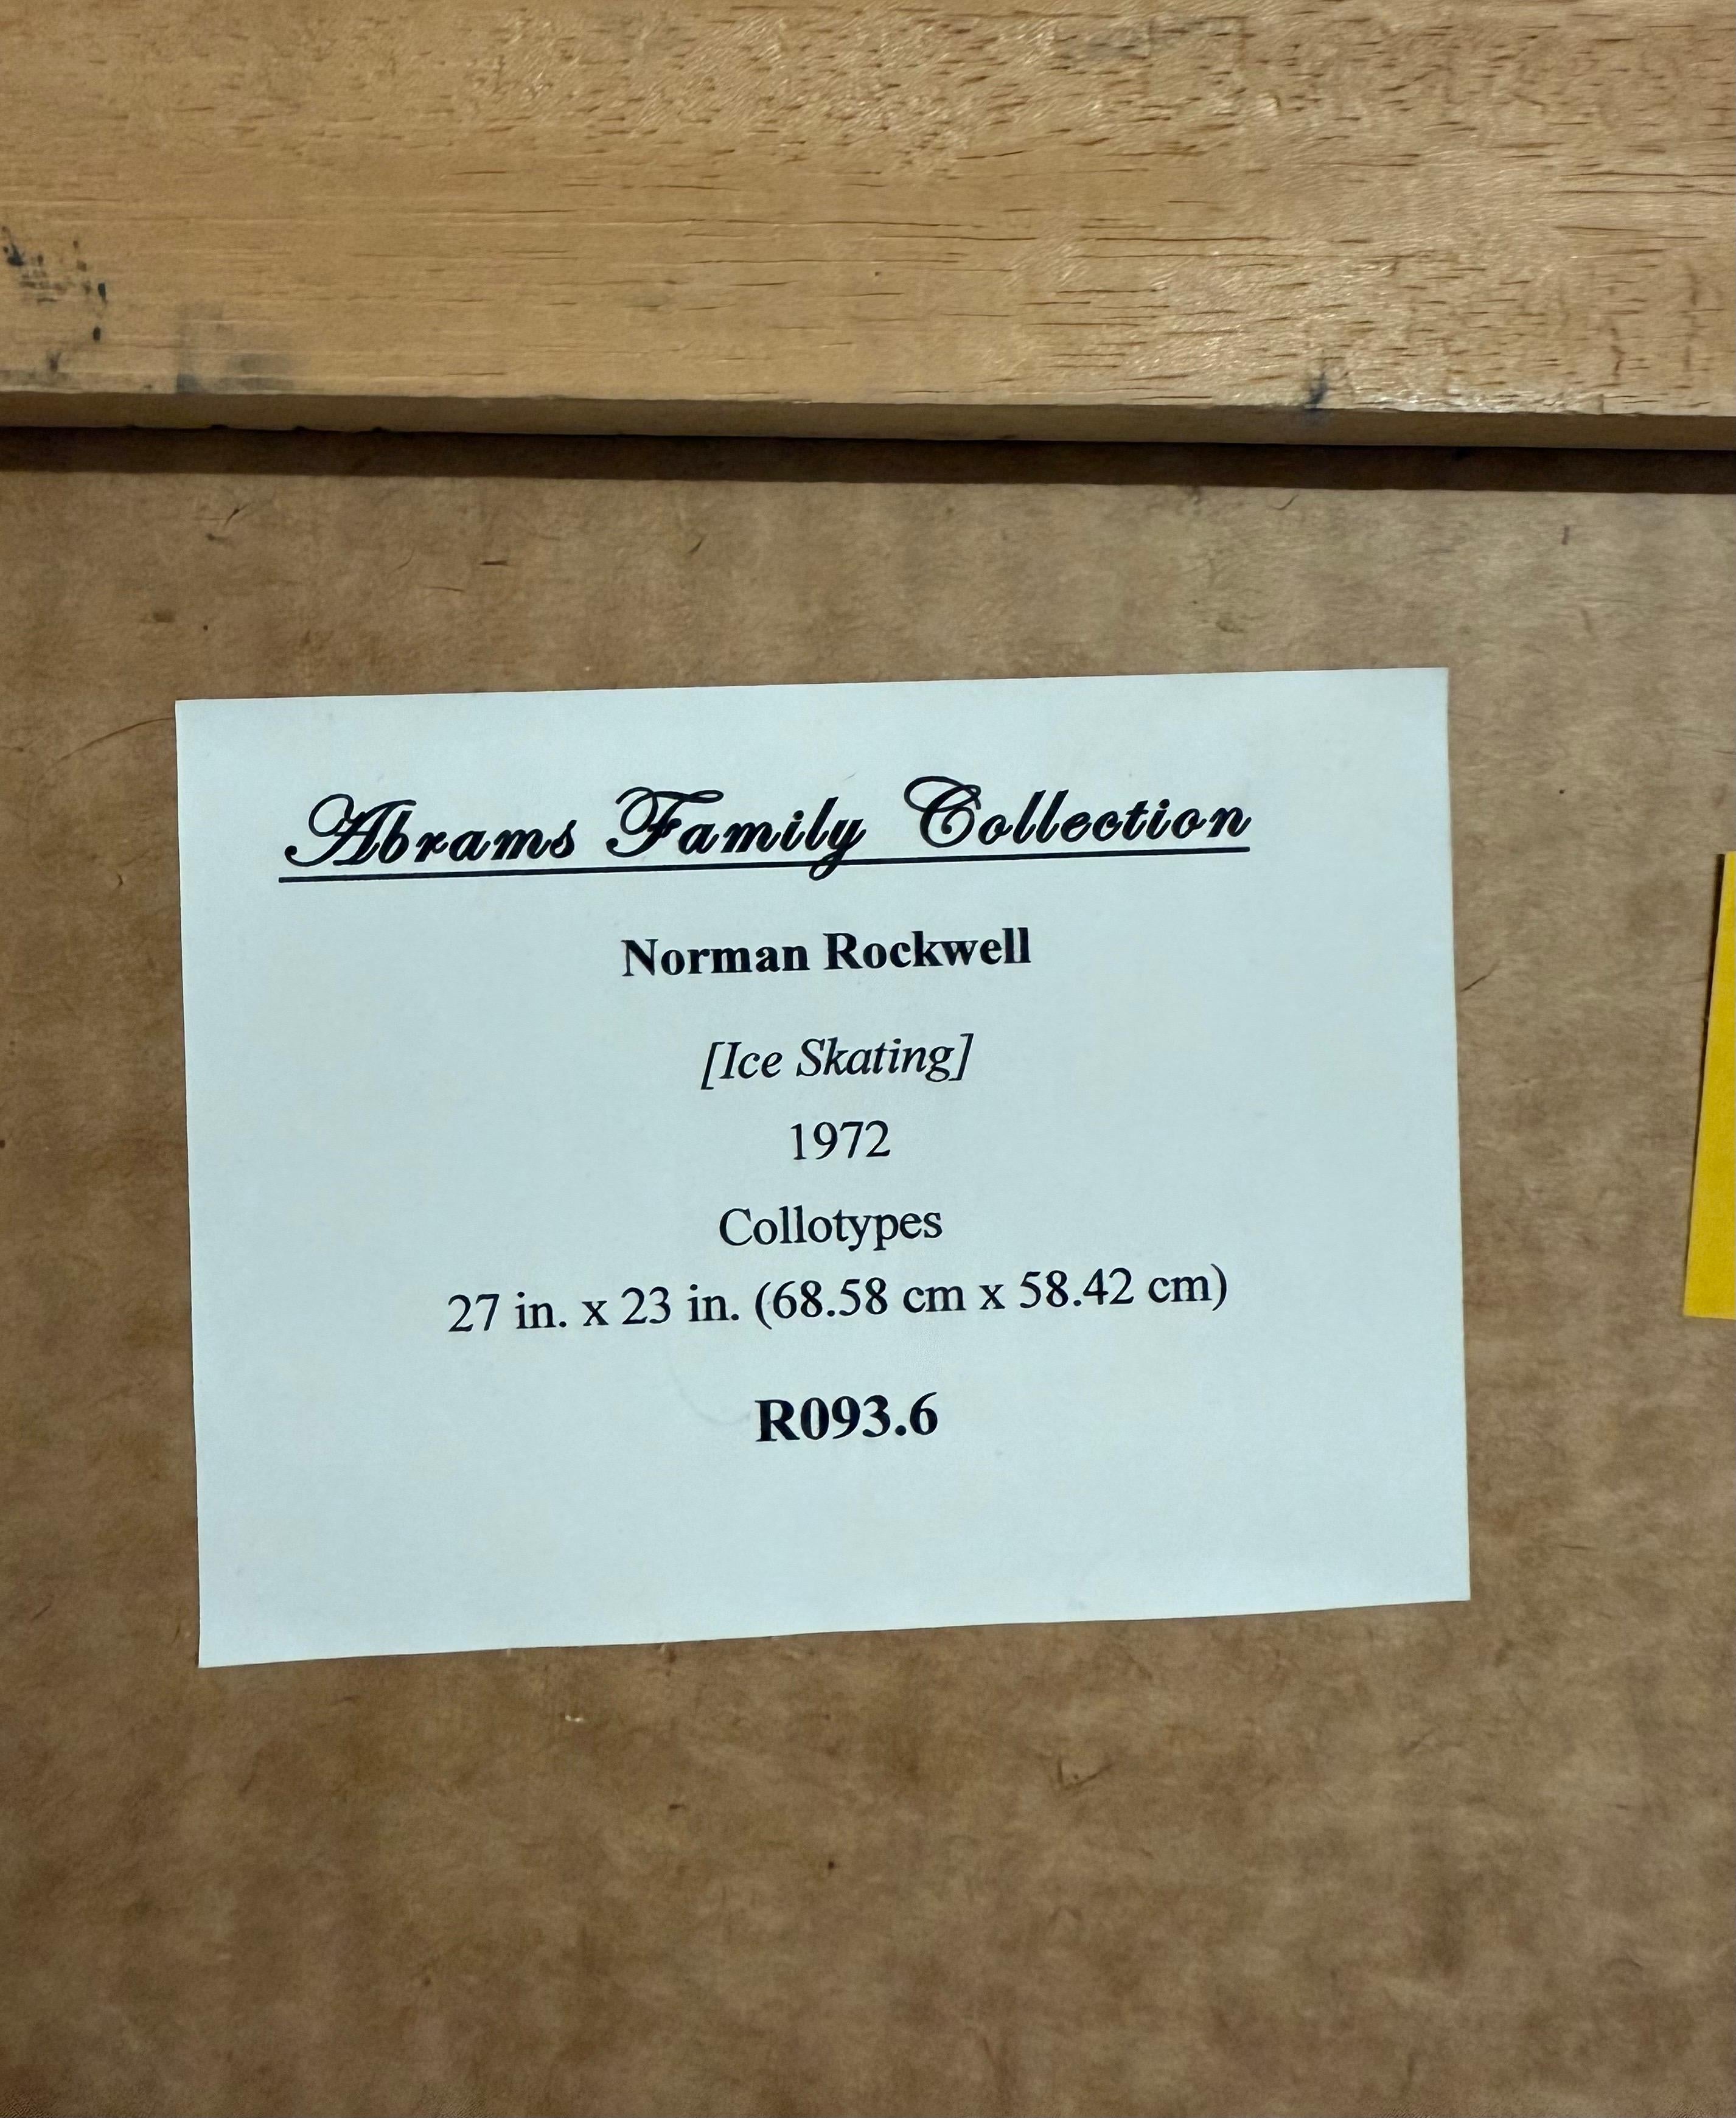 Abrams Family Collection
Norman Rockwell
[Ice Skating]
1972
Collotypes
27 in. x 23 in. (68.58 cm x 58.42 cm)
R093.6